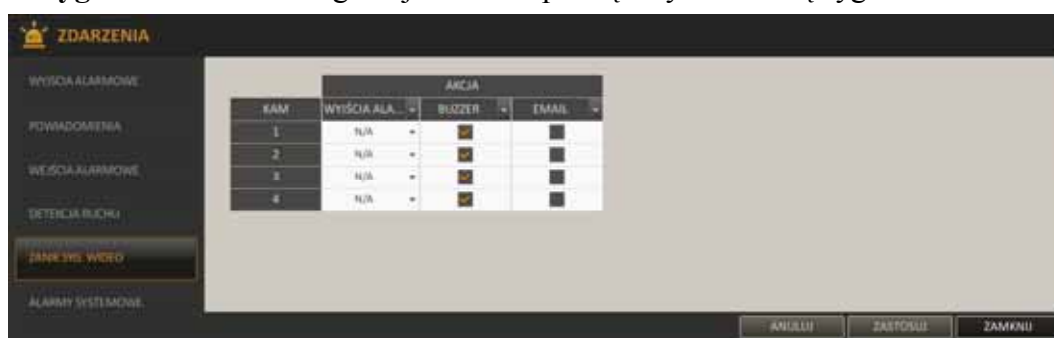 ZDARZENIA
WYJŚCIA ALARMOWE
POWIADOMIENIA
WEJŚCIA ALARMOWE
DETEKCJA RUCHU
ZANIK SYG. WIDEO
ALARMY SYSTEMOWE
AKCJA
KAM WYJŚCIA ALA... BUZZER EMAIL
1 N/A
2 N/A
3 N/A
4 N/A
ANULUJ ZASTOSUJ ZAMKNIJ